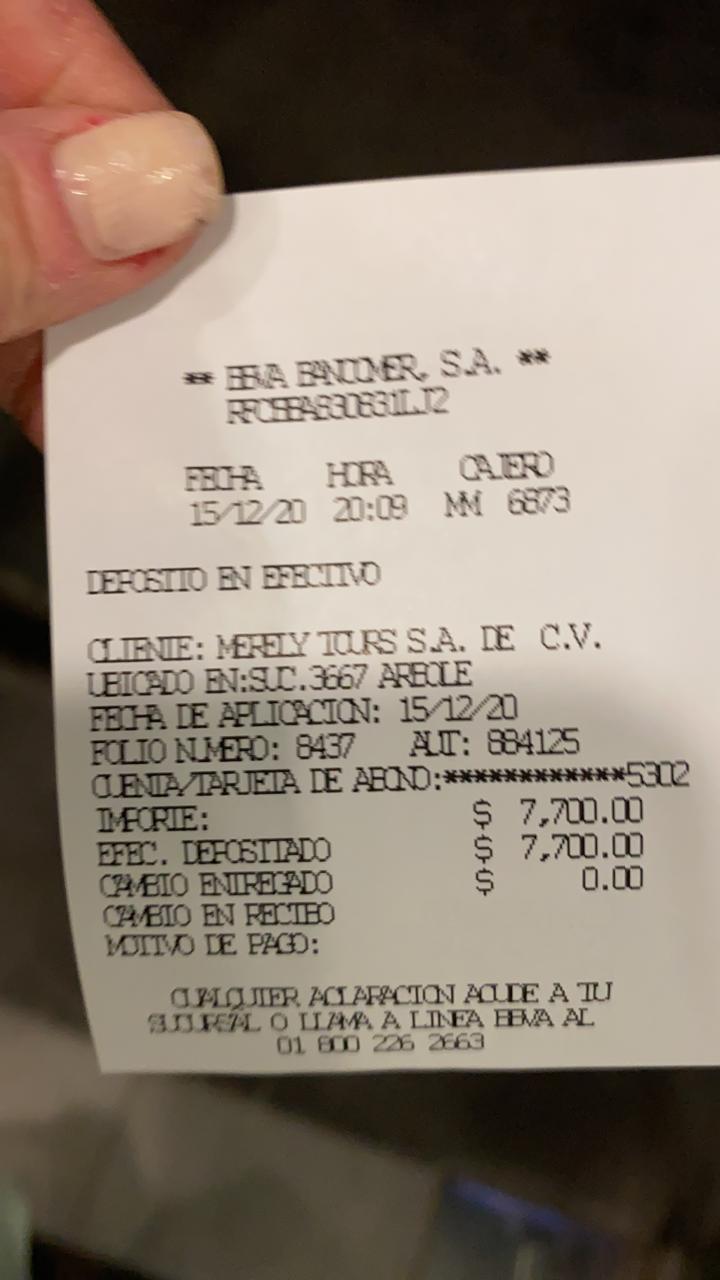 ** BBVA BANCOMER, S.A. **
RFC:BBA830831LJ2
FECHA HORA CAJERO
15/12/20 20:09 MM 6873
DEPOSITO EN EFECTIVO
CLIENTE: MERELY TOURS S.A. DE C.V.
UBICADO EN:SUC.3667 ARBOLE
FECHA DE APLICACION: 15/12/20
FOLIO NUMERO: 8437 AUT: 884125
CUENTA/TARJETA DE ABONO:************5302
IMPORTE: $ 7,700.00
EFEC. DEPOSITADO $ 7,700.00
CAMBIO ENTREGADO $ 0.00
CAMBIO EN RECIBO
MOTIVO DE PAGO:
CUALQUIER ACLARACION ACUDE A TU
SUCURSAL O LLAMA A LINEA BBVA AL
01 800 226 2663